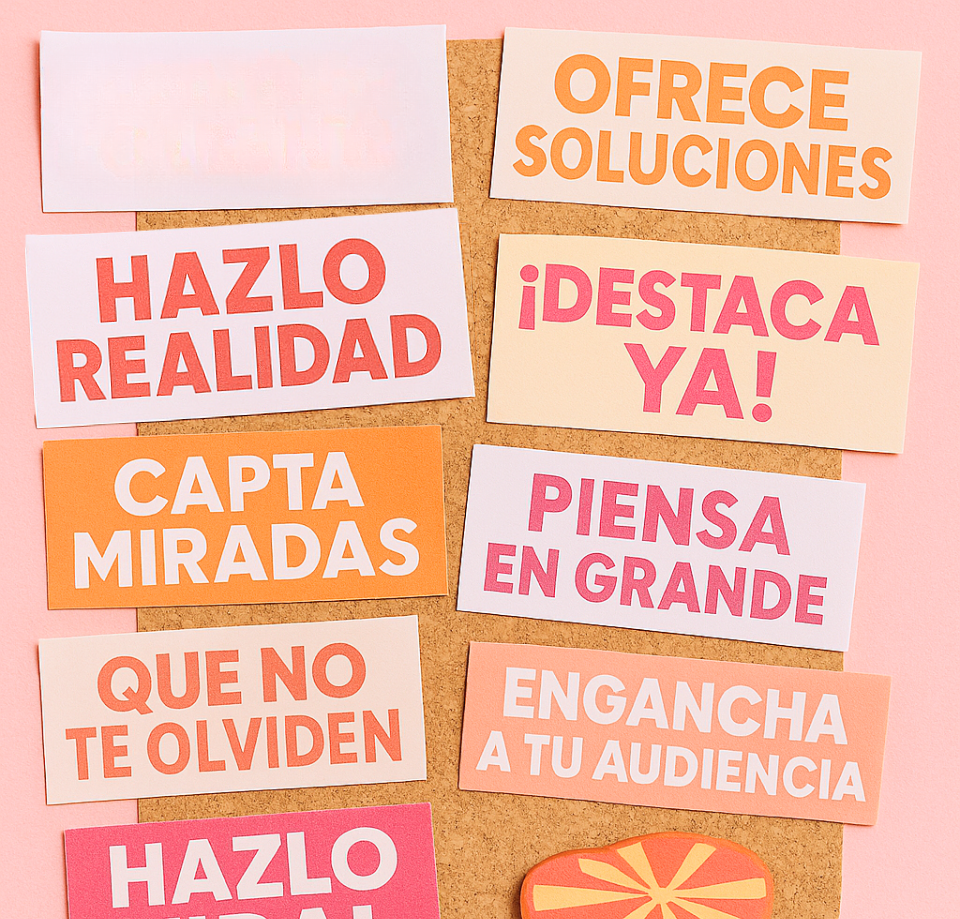 OFRECE
SOLUCIONES
HAZLO
REALIDAD
¡DESTACA
YA!
CAPTA
MIRADAS
PIENSA
EN GRANDE
QUE NO
TE OLVIDEN
ENGANCHA
A TU AUDIENCIA
HAZLO